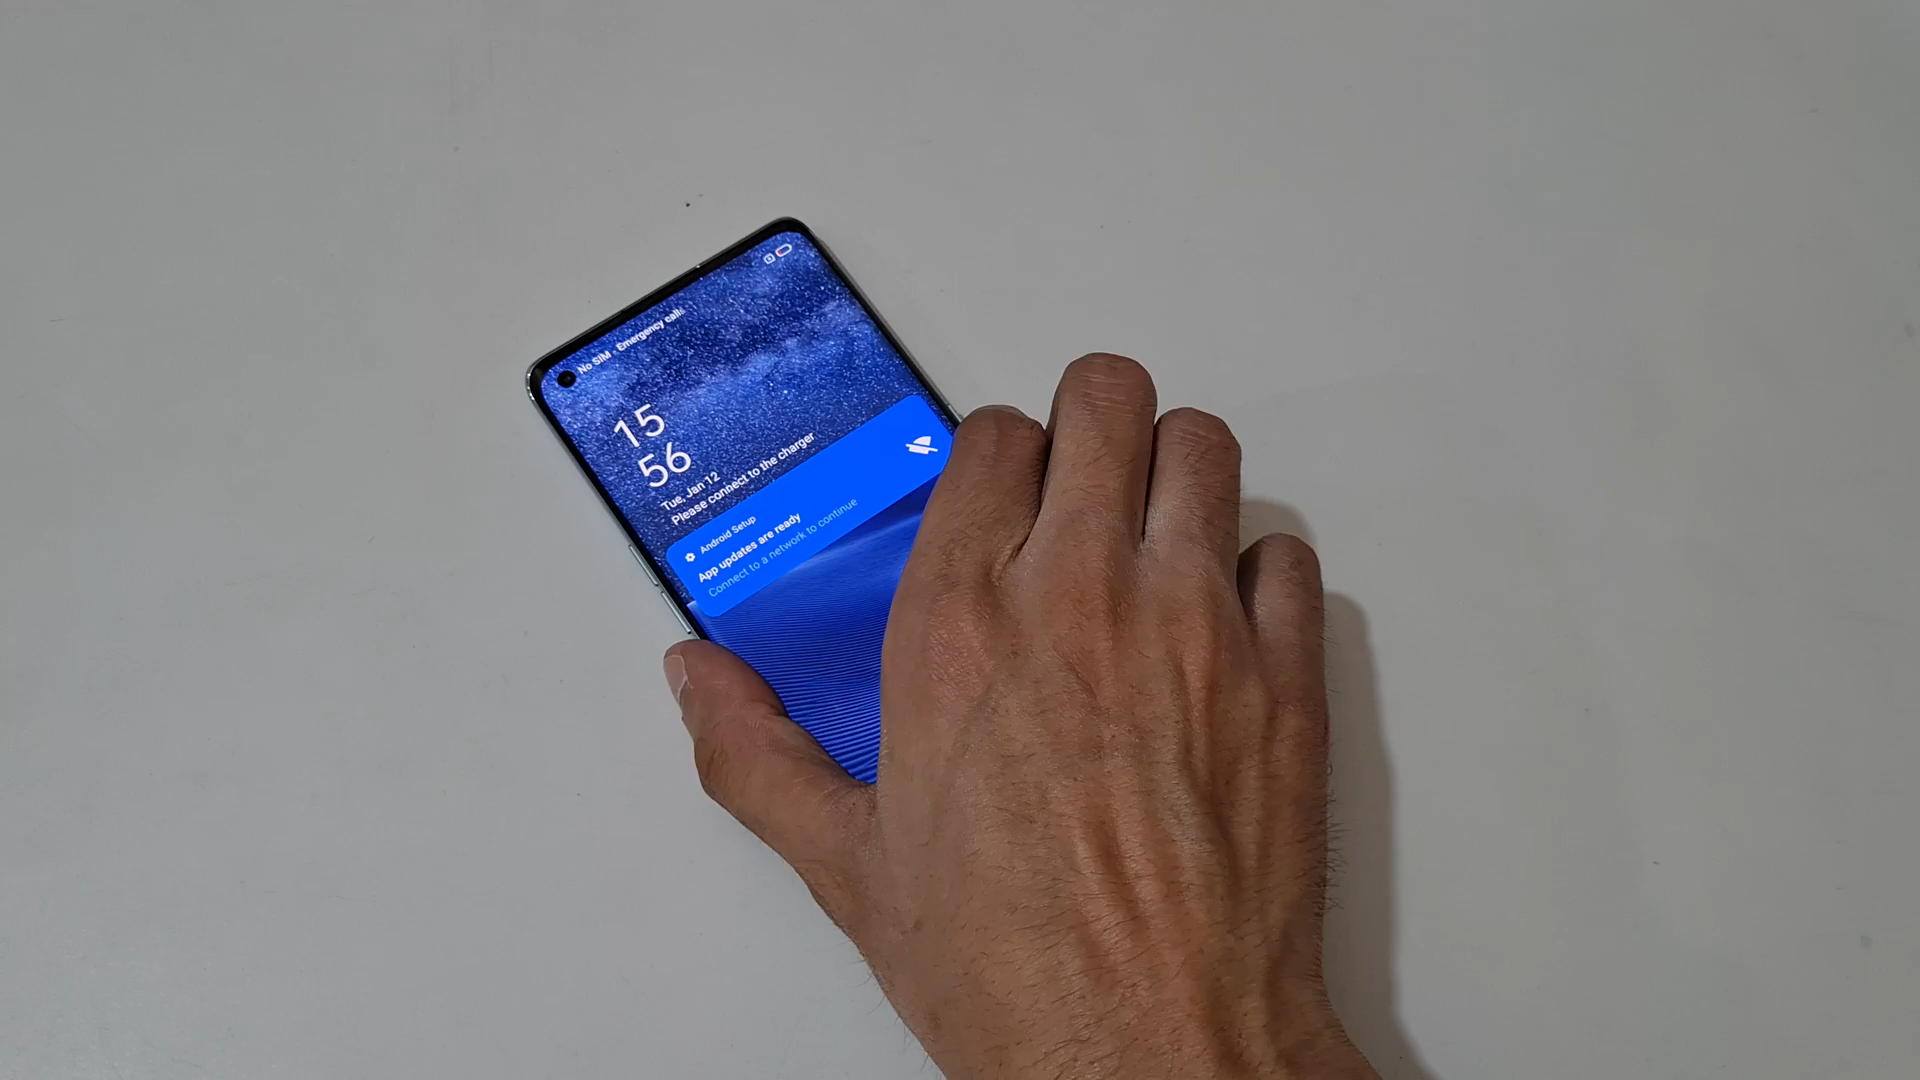 No SIM - Emergency calls
15
56
Tue, Jan 12
Please connect to the charger
Android Setup
App updates are ready
Connect to a network to continue